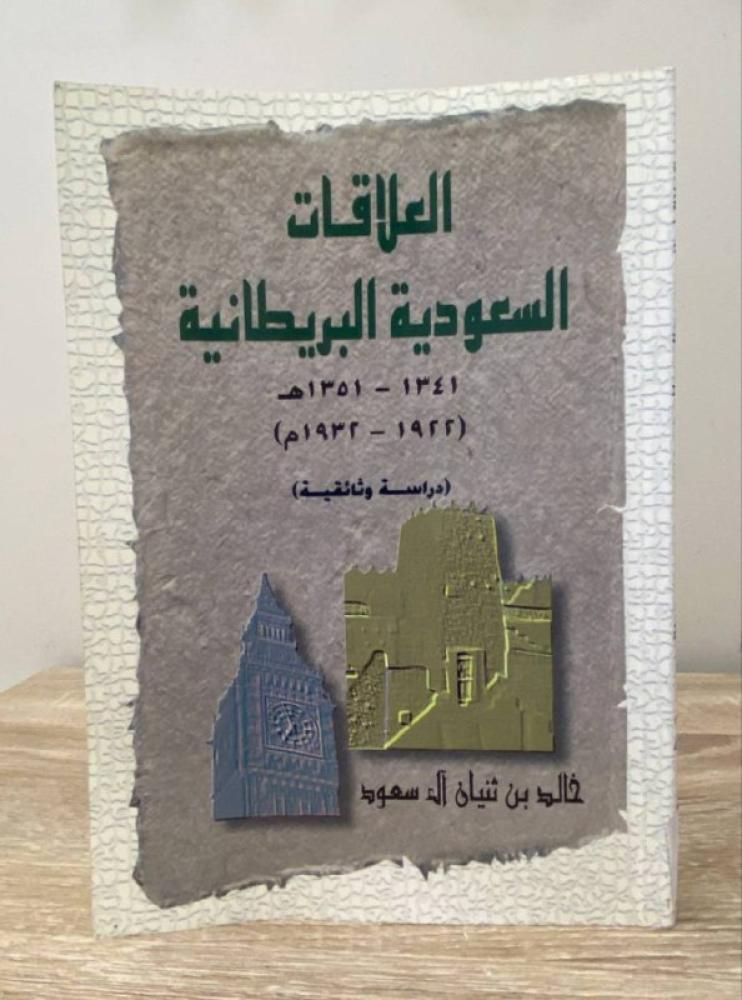 العلاقات
السعودية البريطانية
١٣٤١ - ١٣٥١هـ
(١٩٢٢ - ١٩٣٢م)
(دراسة وثائقية)
خالد بن ثنيان آل سعود